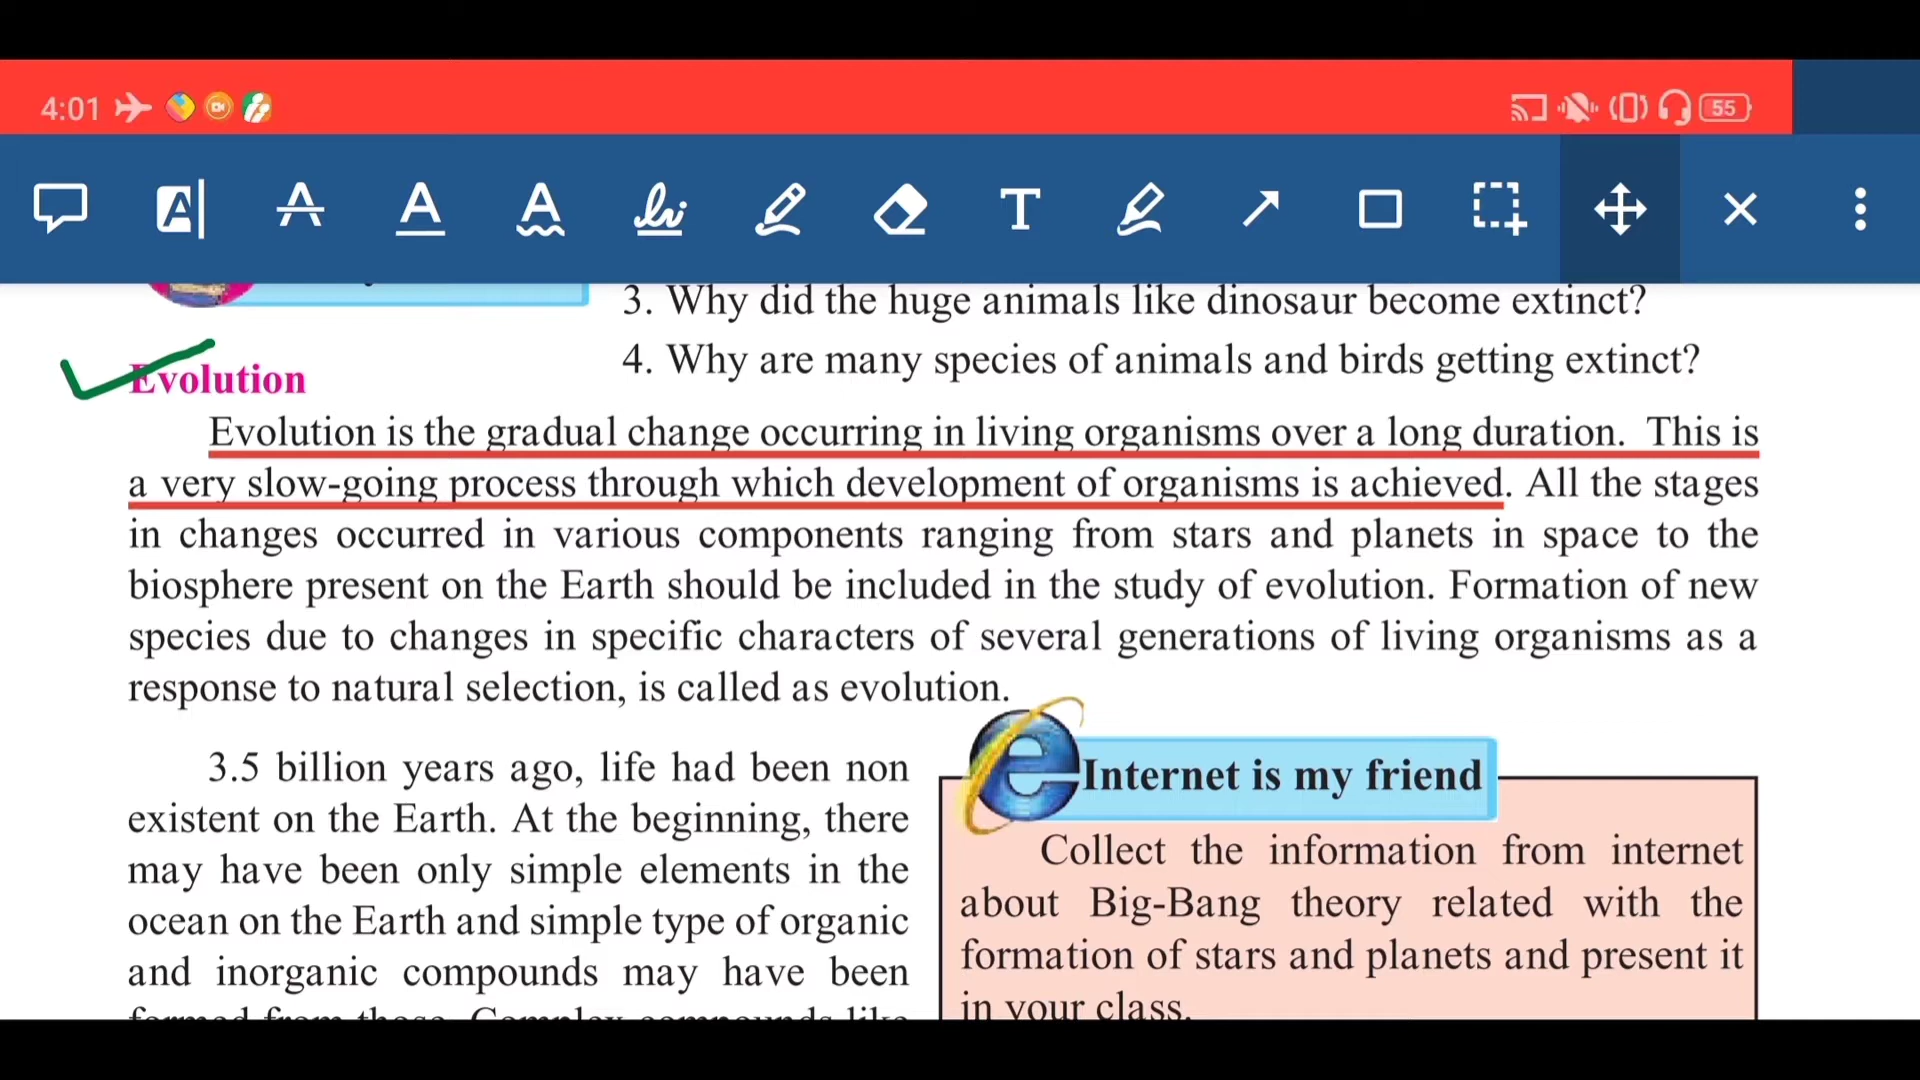 4:01
55
3. Why did the huge animals like dinosaur become extinct?
4. Why are many species of animals and birds getting extinct?
Evolution
Evolution is the gradual change occurring in living organisms over a long duration. This is
a very slow-going process through which development of organisms is achieved. All the stages
in changes occurred in various components ranging from stars and planets in space to the
biosphere present on the Earth should be included in the study of evolution. Formation of new
species due to changes in specific characters of several generations of living organisms as a
response to natural selection, is called as evolution.
3.5 billion years ago, life had been non
existent on the Earth. At the beginning, there
may have been only simple elements in the
ocean on the Earth and simple type of organic
and inorganic compounds may have been
formed from these. Complex compounds like
Internet is my friend
Collect the information from internet
about Big-Bang theory related with the
formation of stars and planets and present it
in your class.